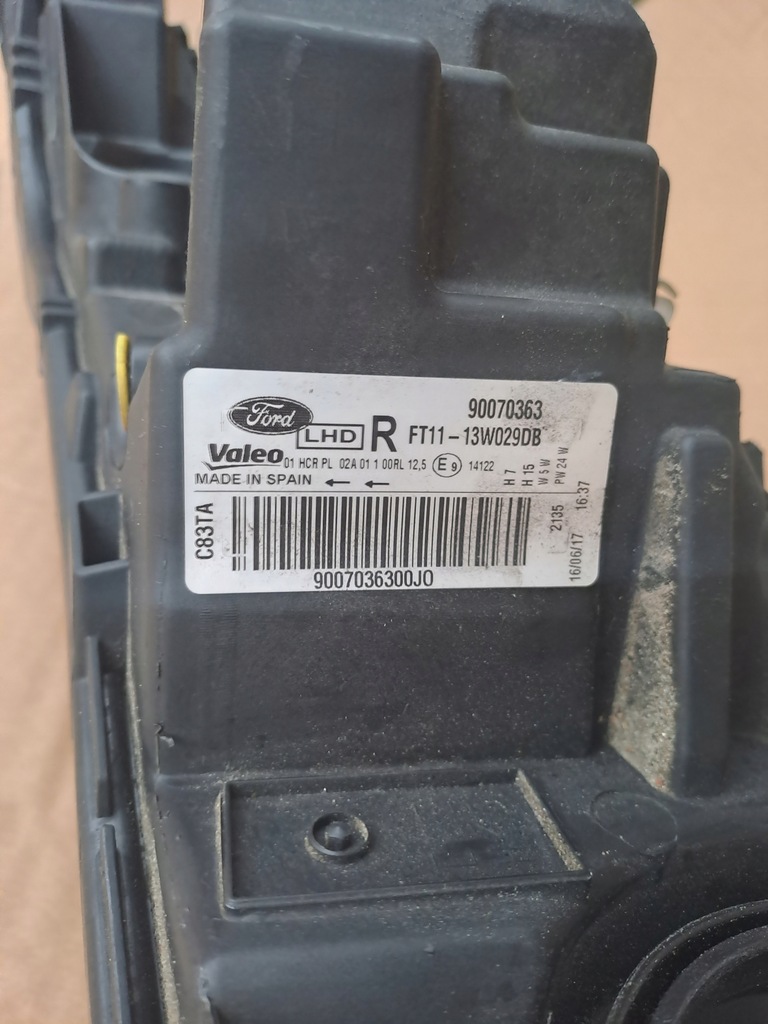 90070363
Ford LHD R FT11-13W029DB
Valeo 01 HCR PL 02A 01 1 00RL 12,5 E9 14122
MADE IN SPAIN ← ←
H 7
H 15
W 5 W
PW 24 W
C83TA
2135
16/06/17 16:37
9007036300J0